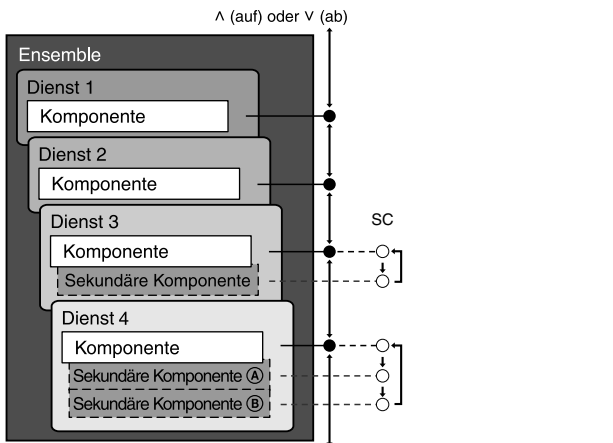 ∧ (auf) oder ∨ (ab)
Ensemble
Dienst 1
Komponente
Dienst 2
Komponente
Dienst 3
SC
Komponente
Sekundäre Komponente
Dienst 4
Komponente
Sekundäre Komponente Ⓐ
Sekundäre Komponente Ⓑ